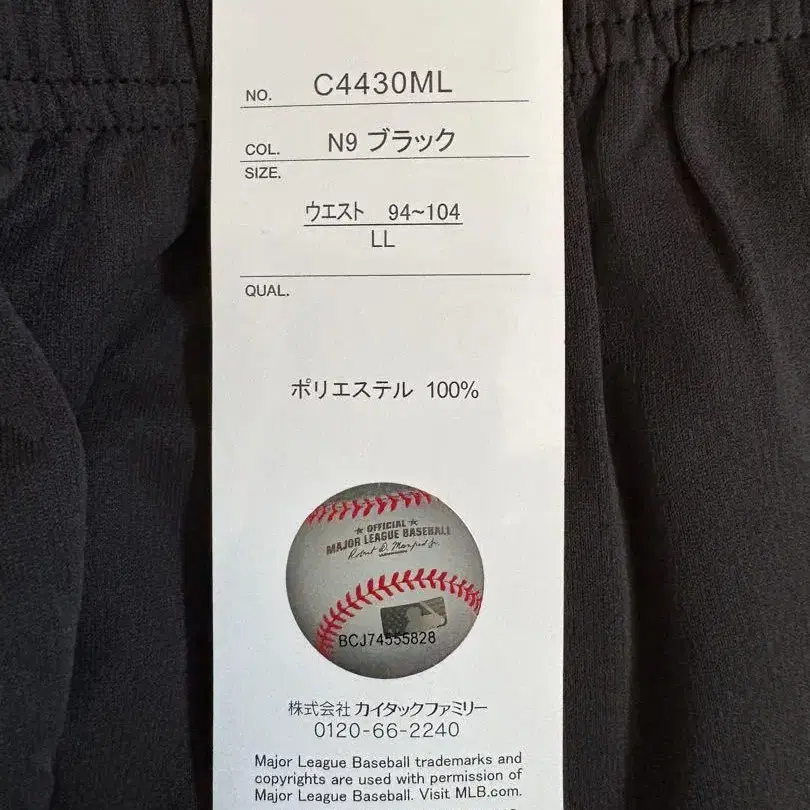 NO. C4430ML
COL. N9 ブラック
SIZE.
ウエスト 94~104
LL
QUAL.
ポリエステル 100%
OFFICIAL
MAJOR LEAGUE BASEBALL
Robert D. Manfred Jr.
BCJ74555828
株式会社 カイタックファミリー
0120-66-2240
Major League Baseball trademarks and
copyrights are used with permission of
Major League Baseball. Visit MLB.com.